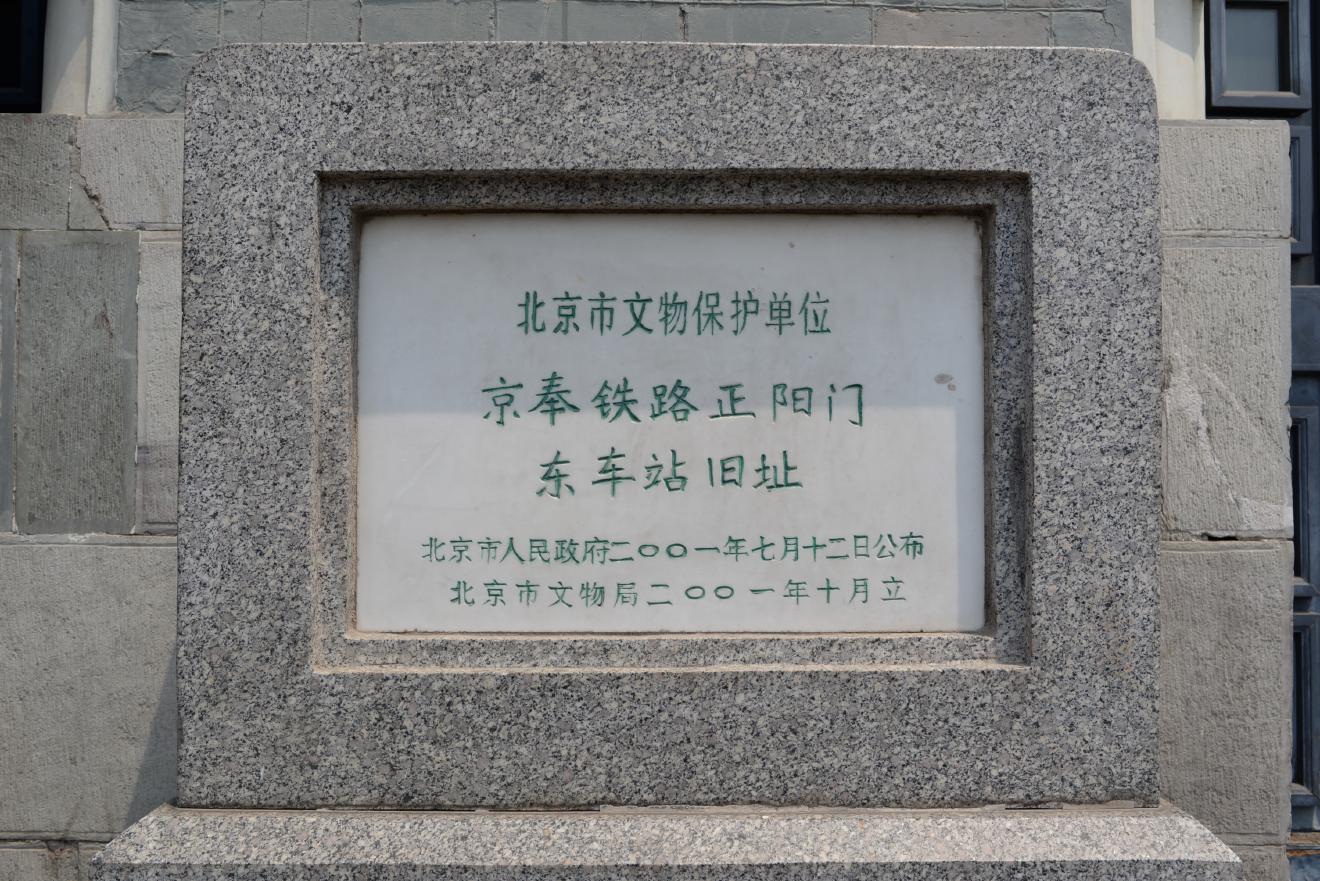 北京市文物保护单位
京奉铁路正阳门
东车站旧址
北京市人民政府二〇〇一年七月十二日公布
北京市文物局二〇〇一年十月立